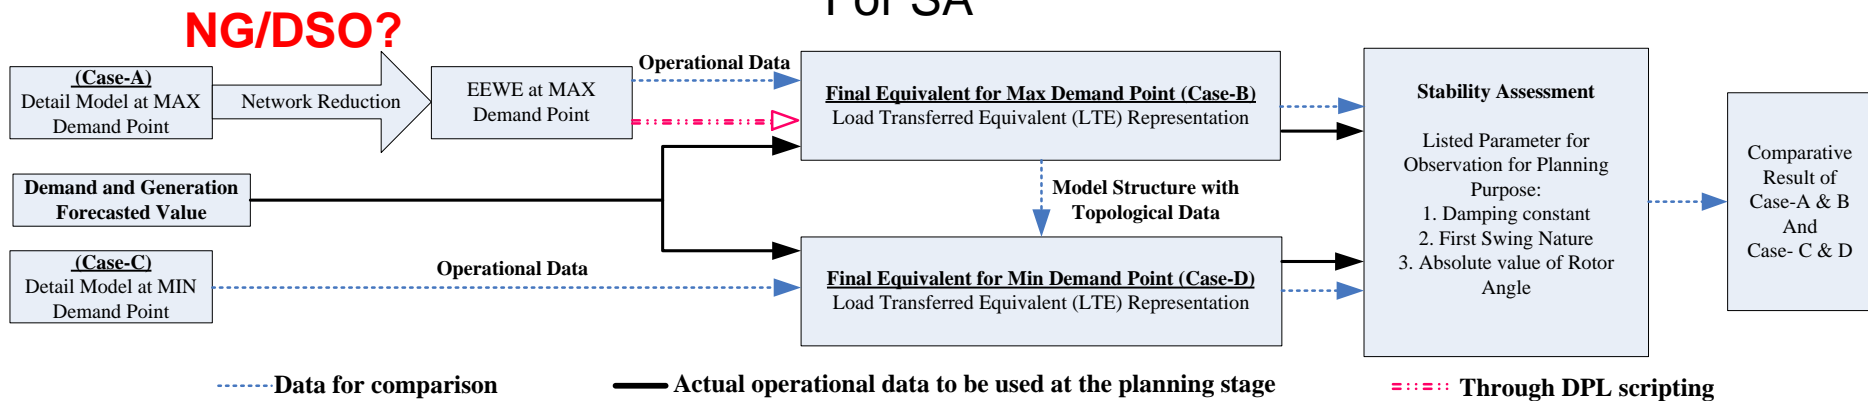 For SA
NG/DSO?
(Case-A)
Detail Model at MAX
Demand Point
Network Reduction
EEWE at MAX
Demand Point
Operational Data
Final Equivalent for Max Demand Point (Case-B)
Load Transferred Equivalent (LTE) Representation
Stability Assessment
Listed Parameter for
Observation for Planning
Purpose:
1. Damping constant
2. First Swing Nature
3. Absolute value of Rotor
Angle
Comparative
Result of
Case-A & B
And
Case- C & D
Demand and Generation
Forecasted Value
Model Structure with
Topological Data
(Case-C)
Detail Model at MIN
Demand Point
Operational Data
Final Equivalent for Min Demand Point (Case-D)
Load Transferred Equivalent (LTE) Representation
Data for comparison
Actual operational data to be used at the planning stage
Through DPL scripting